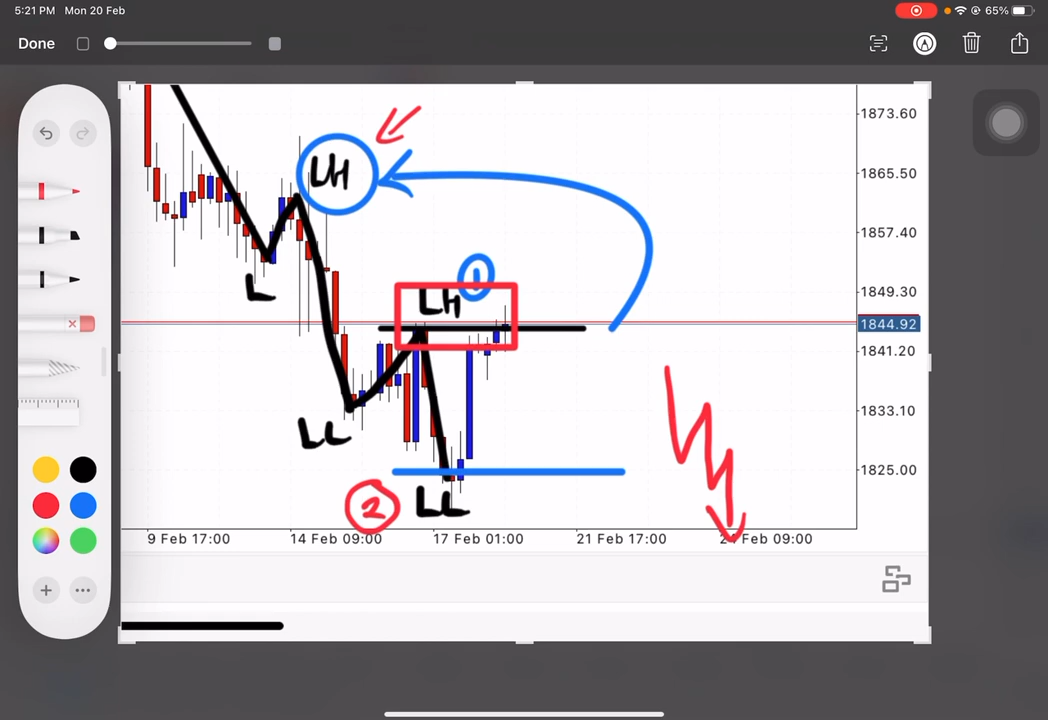 5:21 PM Mon 20 Feb
65%
Done
1873.60
LH
1865.50
1857.40
L
1
1849.30
LH
1844.92
1841.20
1833.10
LL
1825.00
2
LL
9 Feb 17:00
14 Feb 09:00
17 Feb 01:00
21 Feb 17:00
24 Feb 09:00